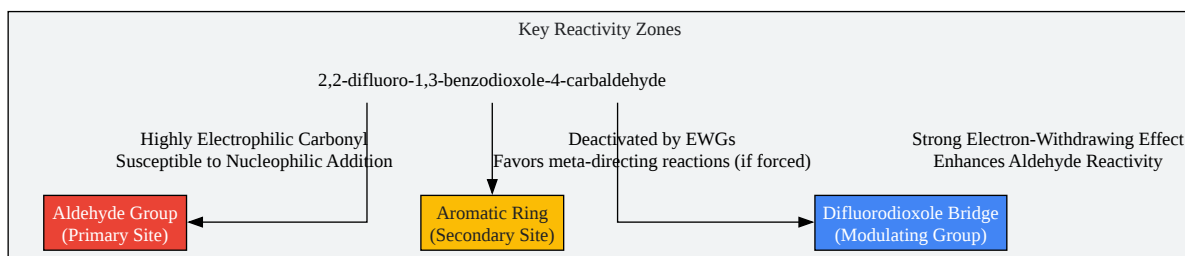 Key Reactivity Zones
2,2-difluoro-1,3-benzodioxole-4-carbaldehyde
Highly Electrophilic Carbonyl
Susceptible to Nucleophilic Addition
Deactivated by EWGs
Favors meta-directing reactions (if forced)
Strong Electron-Withdrawing Effect
Enhances Aldehyde Reactivity
Aldehyde Group
(Primary Site)
Aromatic Ring
(Secondary Site)
Difluorodioxole Bridge
(Modulating Group)